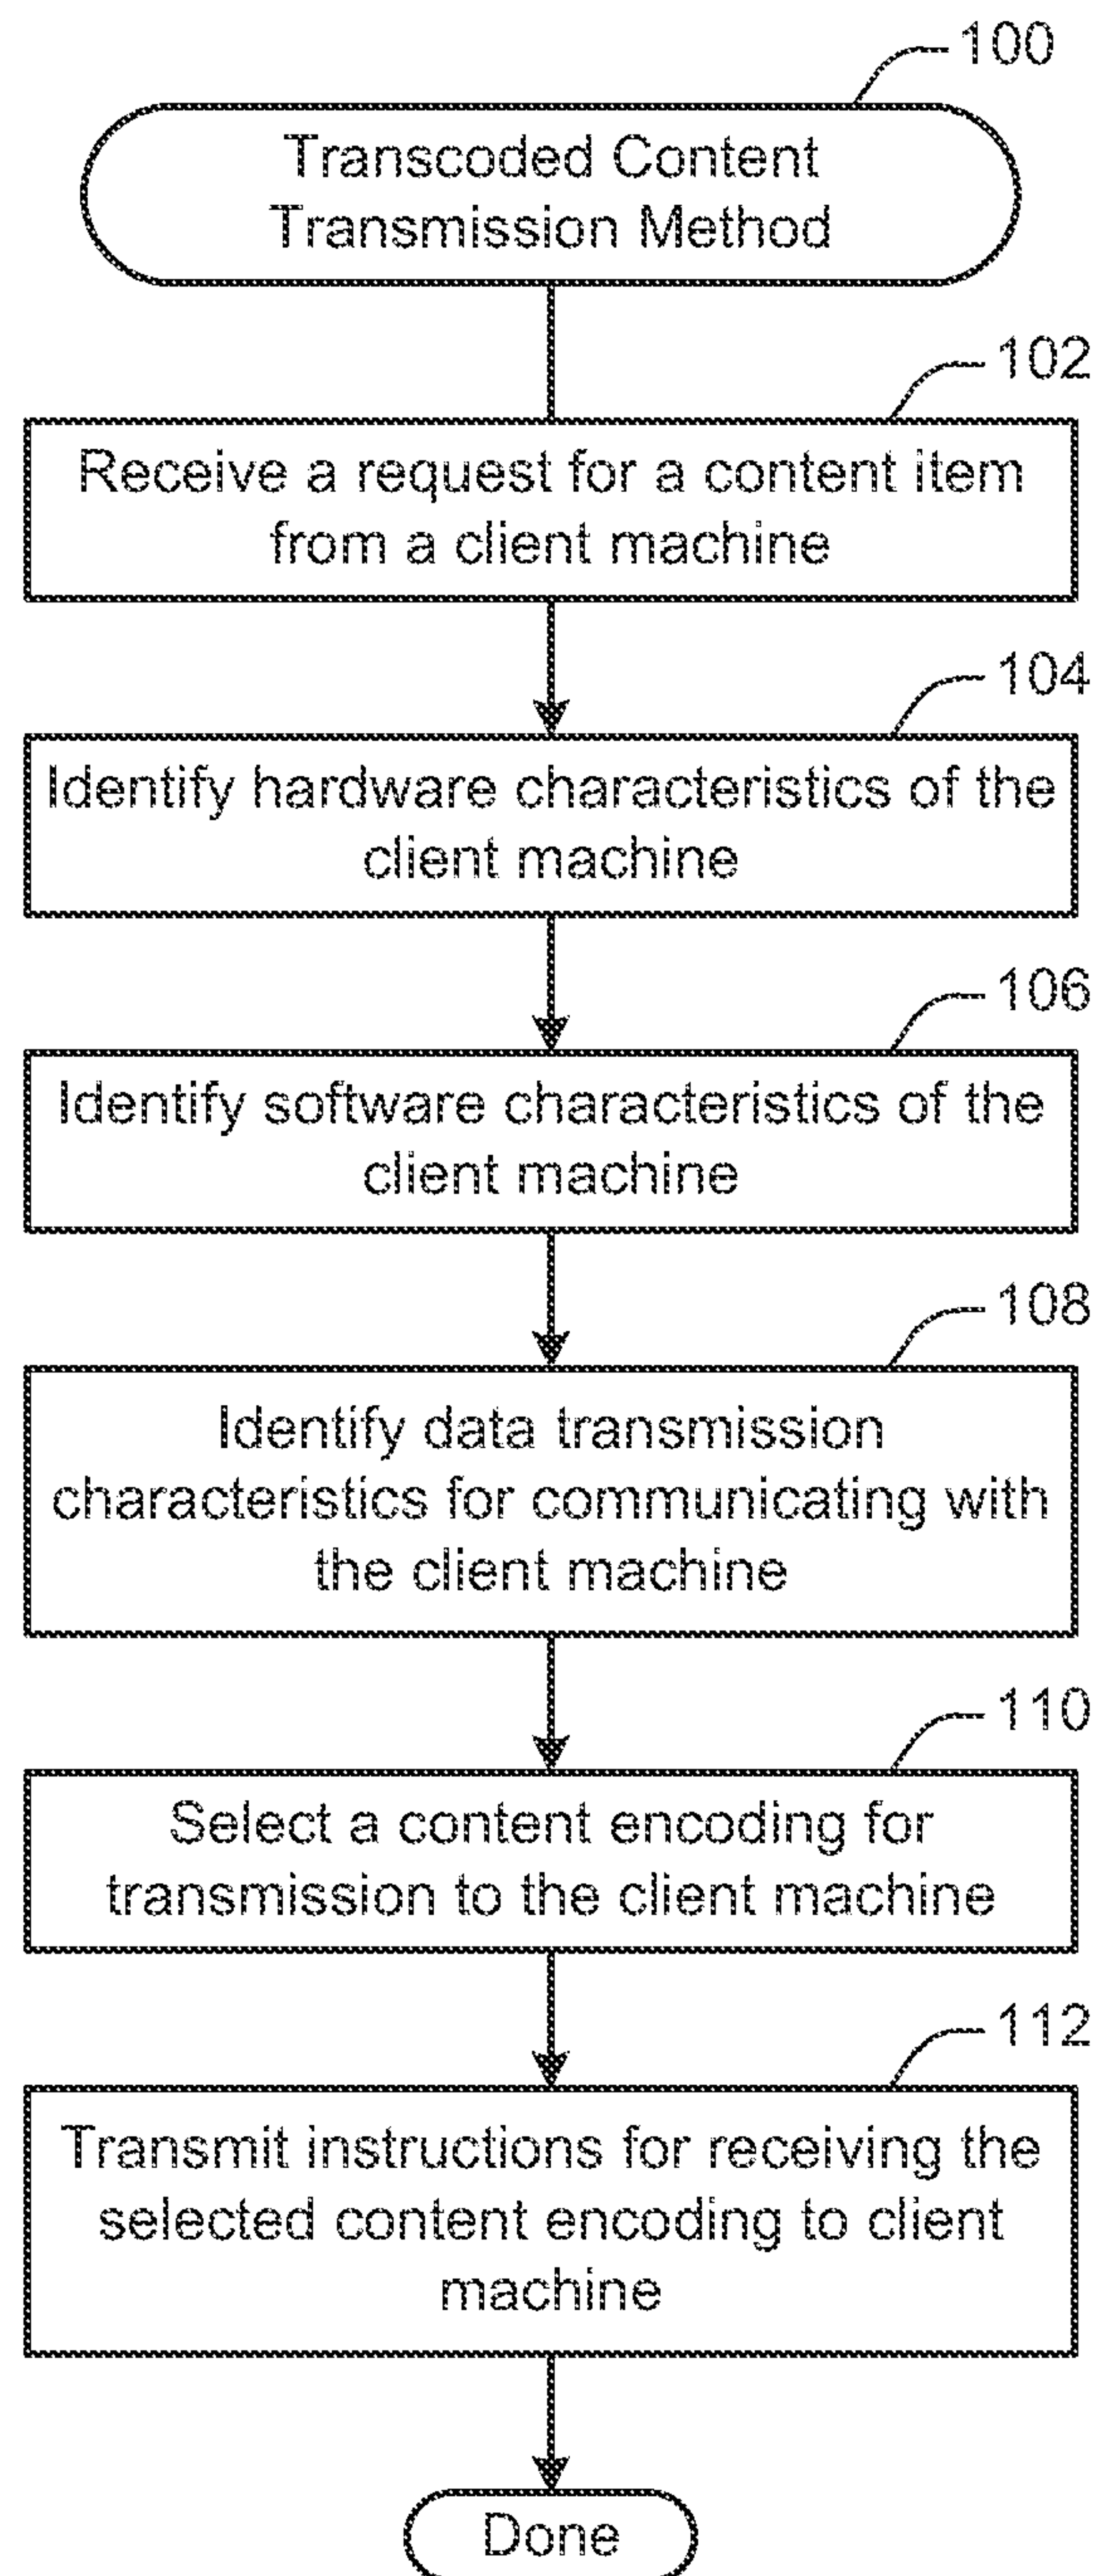 100
Transcoded Content
Transmission Method
102
Receive a request for a content item
from a client machine
104
Identify hardware characteristics of the
client machine
106
Identify software characteristics of the
client machine
108
Identify data transmission
characteristics for communicating with
the client machine
110
Select a content encoding for
transmission to the client machine
112
Transmit instructions for receiving the
selected content encoding to client
machine
Done